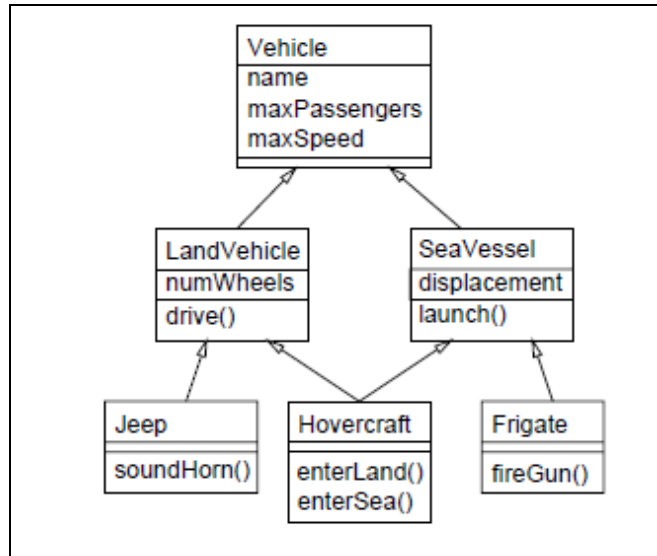 Vehicle
name
maxPassengers
maxSpeed
LandVehicle
numWheels
drive()
SeaVessel
displacement
launch()
Jeep
soundHorn()
Hovercraft
enterLand()
enterSea()
Frigate
fireGun()